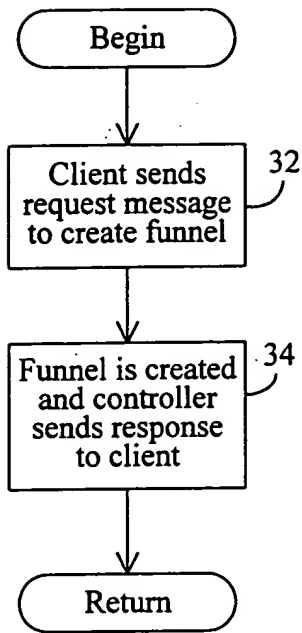 Begin
Client sends
request message
to create funnel
32
Funnel is created
and controller
sends response
to client
34
Return